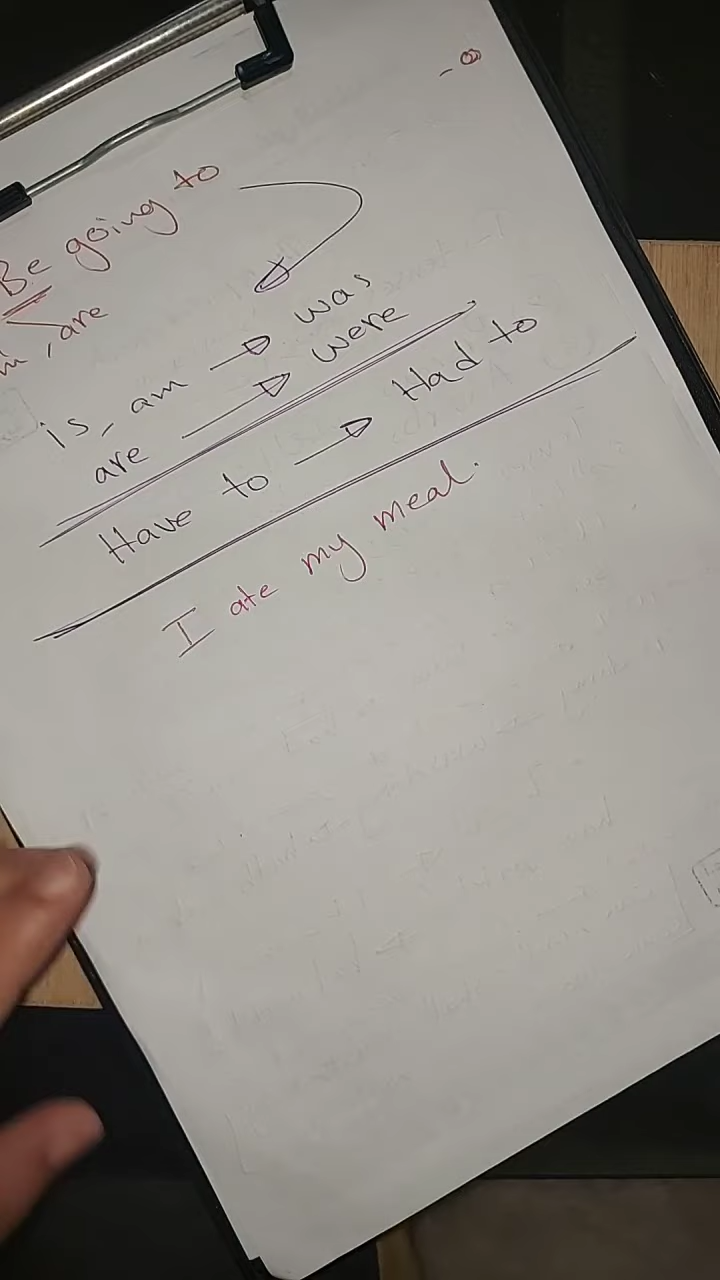 Be going to
, are
is, am → was
are → were
Have to → Had to
I ate my meal.